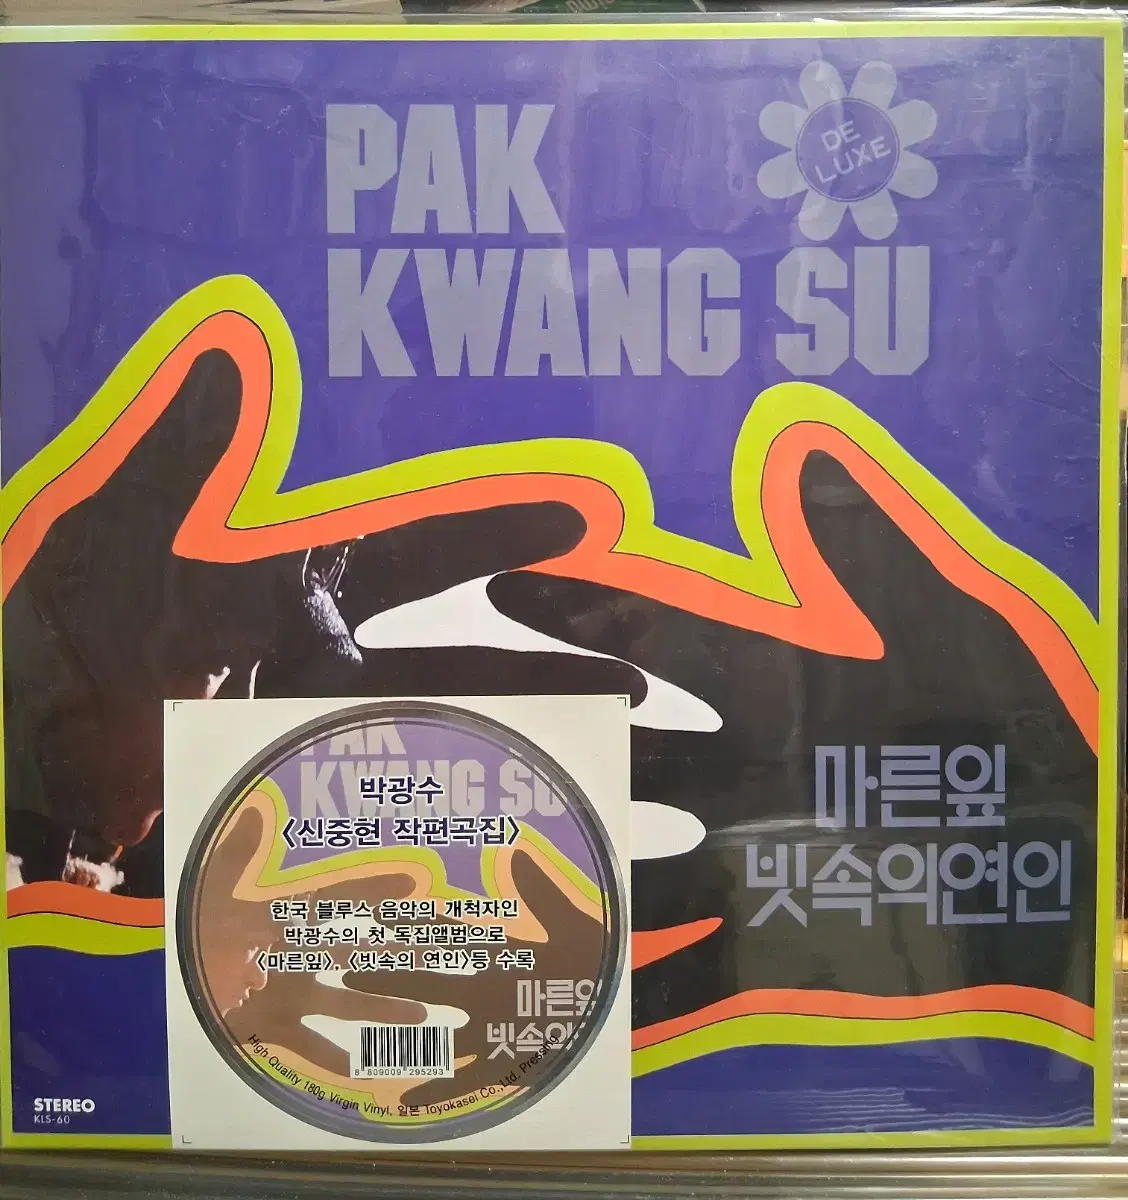 PAK
KWANG SU
DE
LUXE
마른잎
빗속의연인
PAK
KWANG SU
박광수
〈신중현 작편곡집〉
한국 블루스 음악의 개척자인
박광수의 첫 독집앨범으로
〈마른잎〉, 〈빗속의 연인〉등 수록
마른잎
빗속의
8 809009 295293
High Quality 180g Virgin Vinyl, 일본 Toyokasei Co.,Ltd. Pressing
STEREO
KLS-60